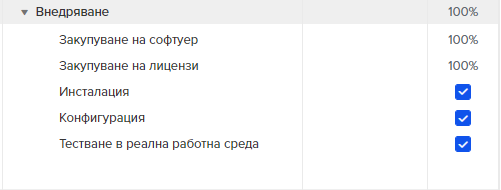 Внедряване 100%
Закупуване на софтуер 100%
Закупуване на лицензи 100%
Инсталация
Конфигурация
Тестване в реална работна среда